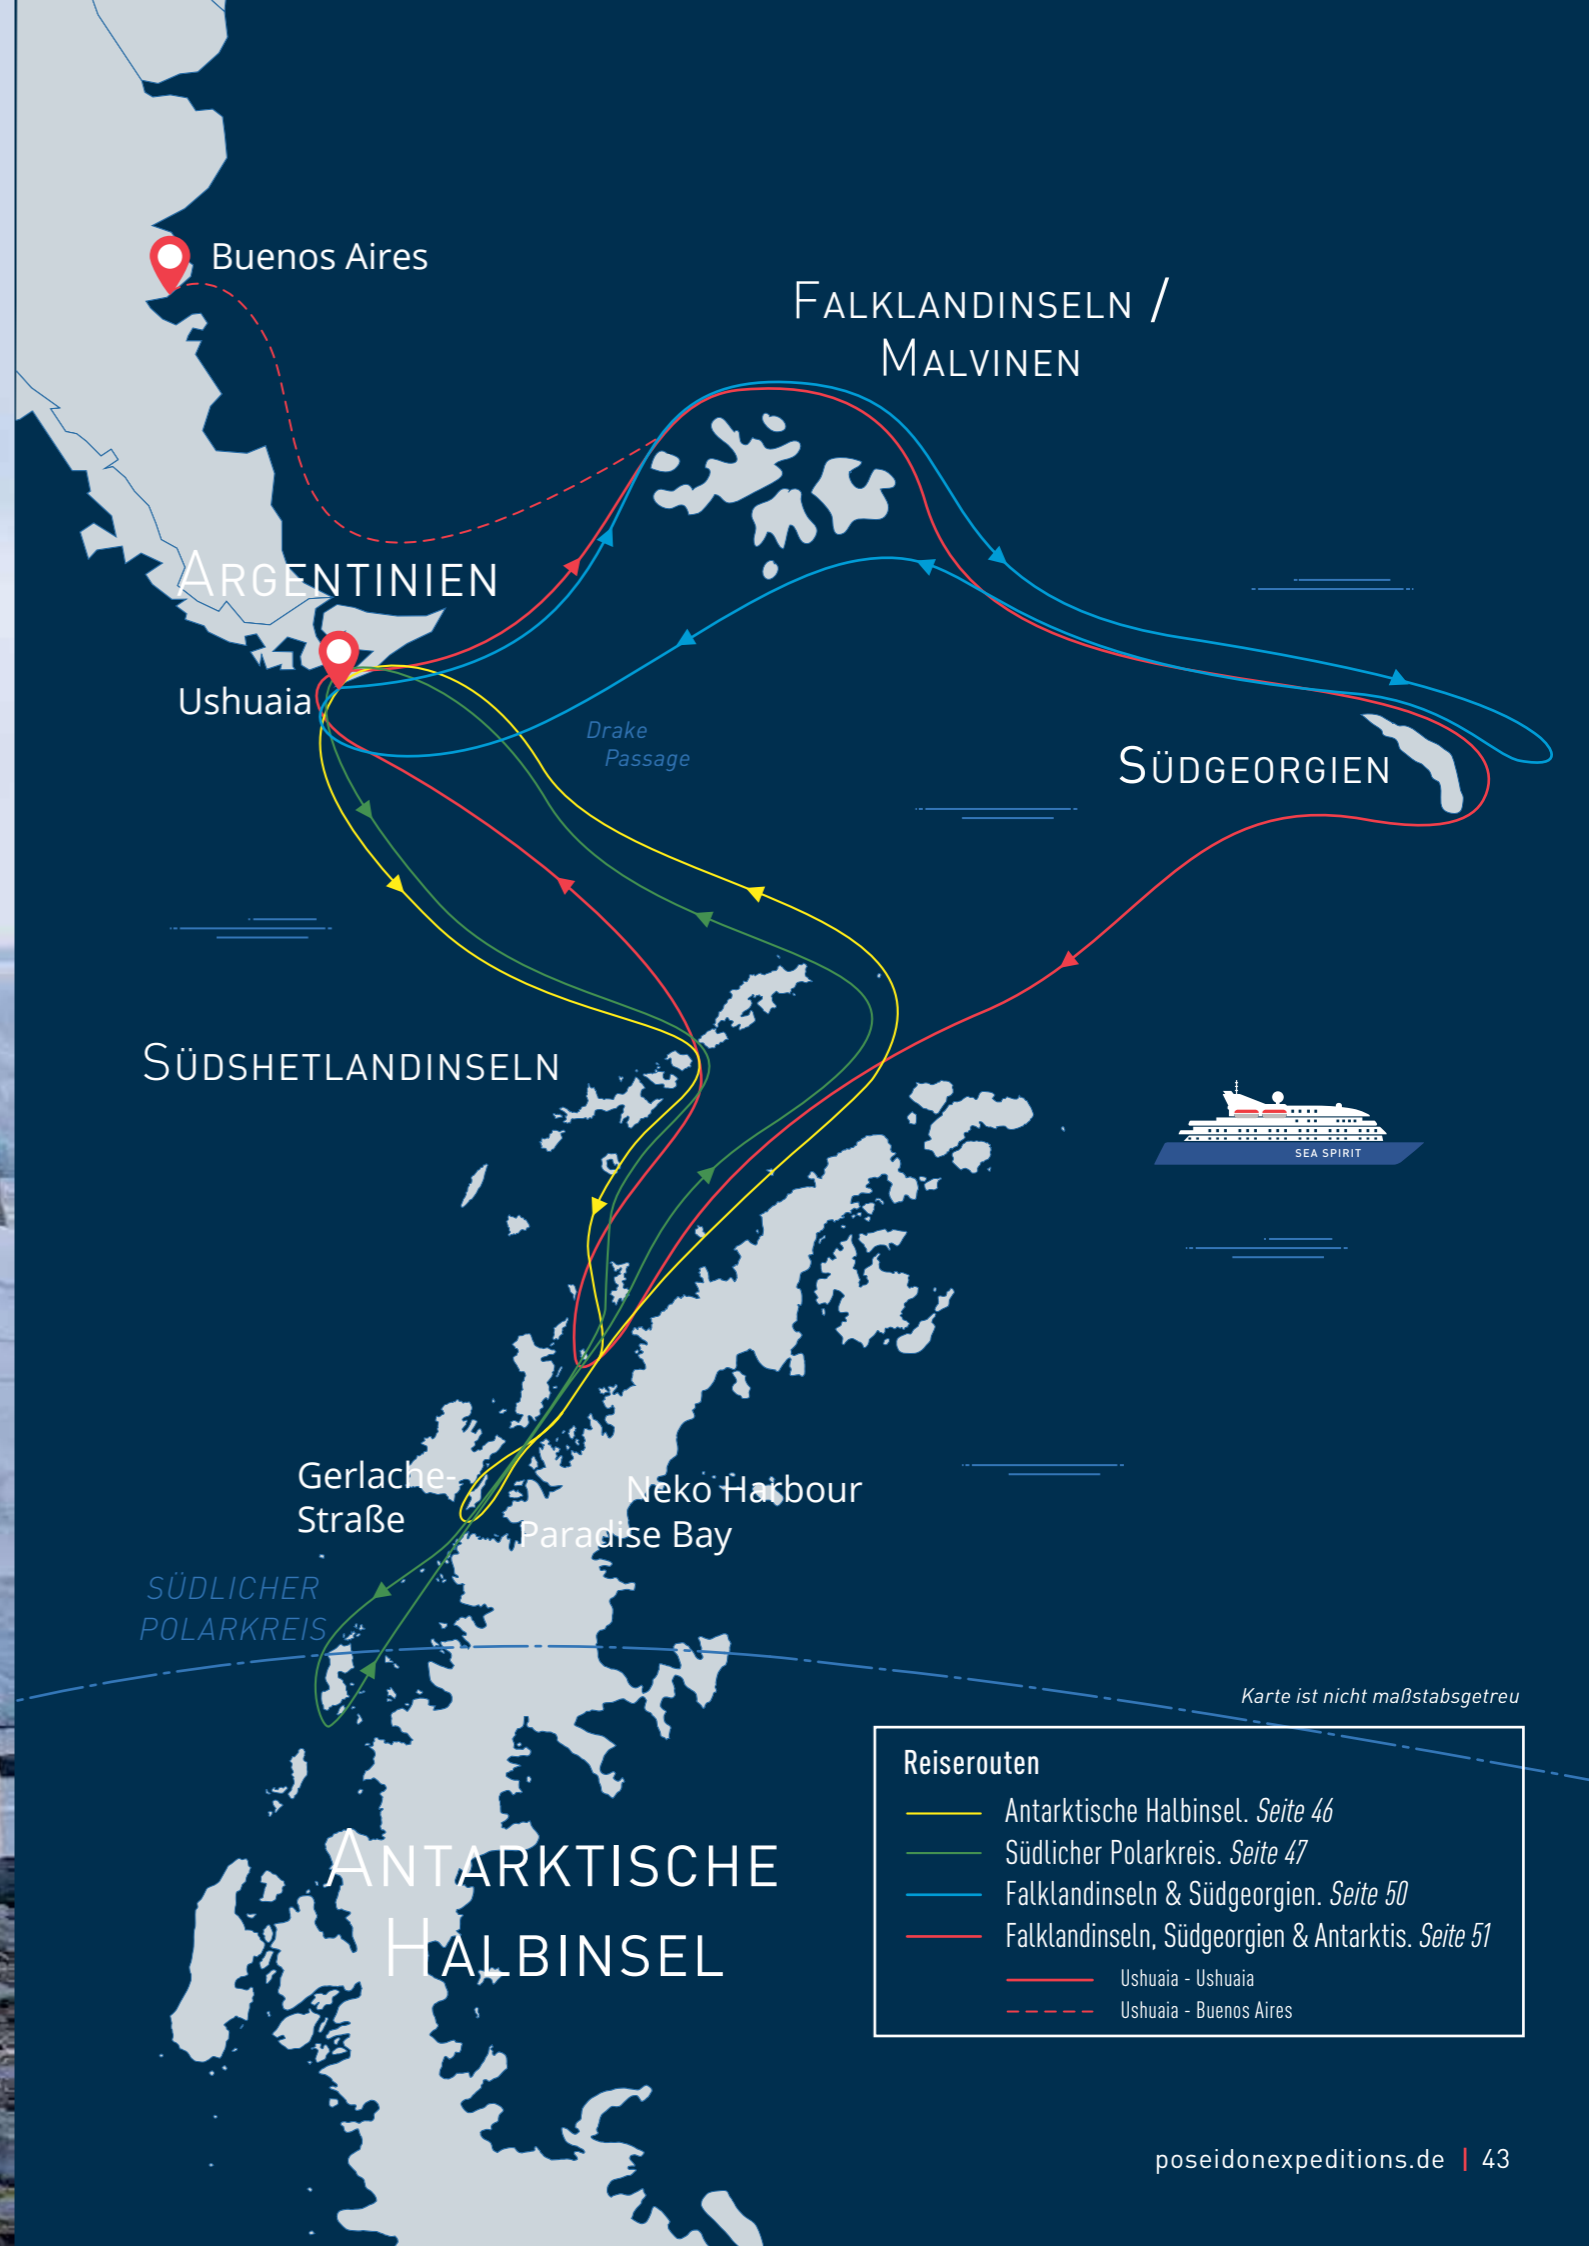 Buenos Aires
Falklandinseln /
Malvinen
Argentinien
Ushuaia
Drake
Passage
Südgeorgien
Südshetlandinseln
SEA SPIRIT
Gerlache-
Straße
Neko Harbour
Paradise Bay
SÜDLICHER
POLARKREIS
Karte ist nicht maßstabsgetreu
Reiserouten
Antarktische Halbinsel. Seite 46
Südlicher Polarkreis. Seite 47
Falklandinseln & Südgeorgien. Seite 50
Falklandinseln, Südgeorgien & Antarktis. Seite 51
Ushuaia - Ushuaia
Ushuaia - Buenos Aires
Antarktische
Halbinsel
poseidonexpeditions.de | 43